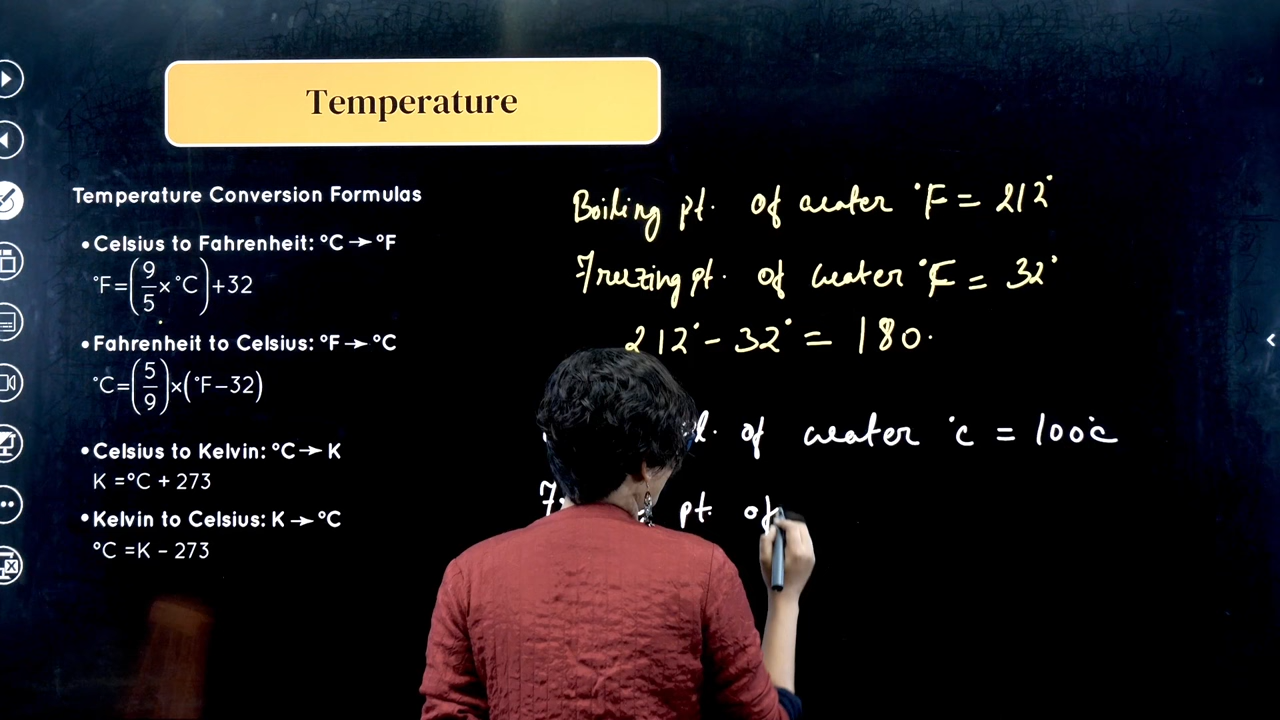 Temperature
Temperature Conversion Formulas
• Celsius to Fahrenheit: °C → °F
°F=(9/5 × °C)+32
• Fahrenheit to Celsius: °F → °C
°C=(5/9)×(°F−32)
• Celsius to Kelvin: °C → K
K =°C + 273
• Kelvin to Celsius: K → °C
°C =K - 273
Boiling pt. of water °F = 212°
Freezing pt. of water °F = 32°
212° - 32° = 180.
of water °C = 100°C
pt. of